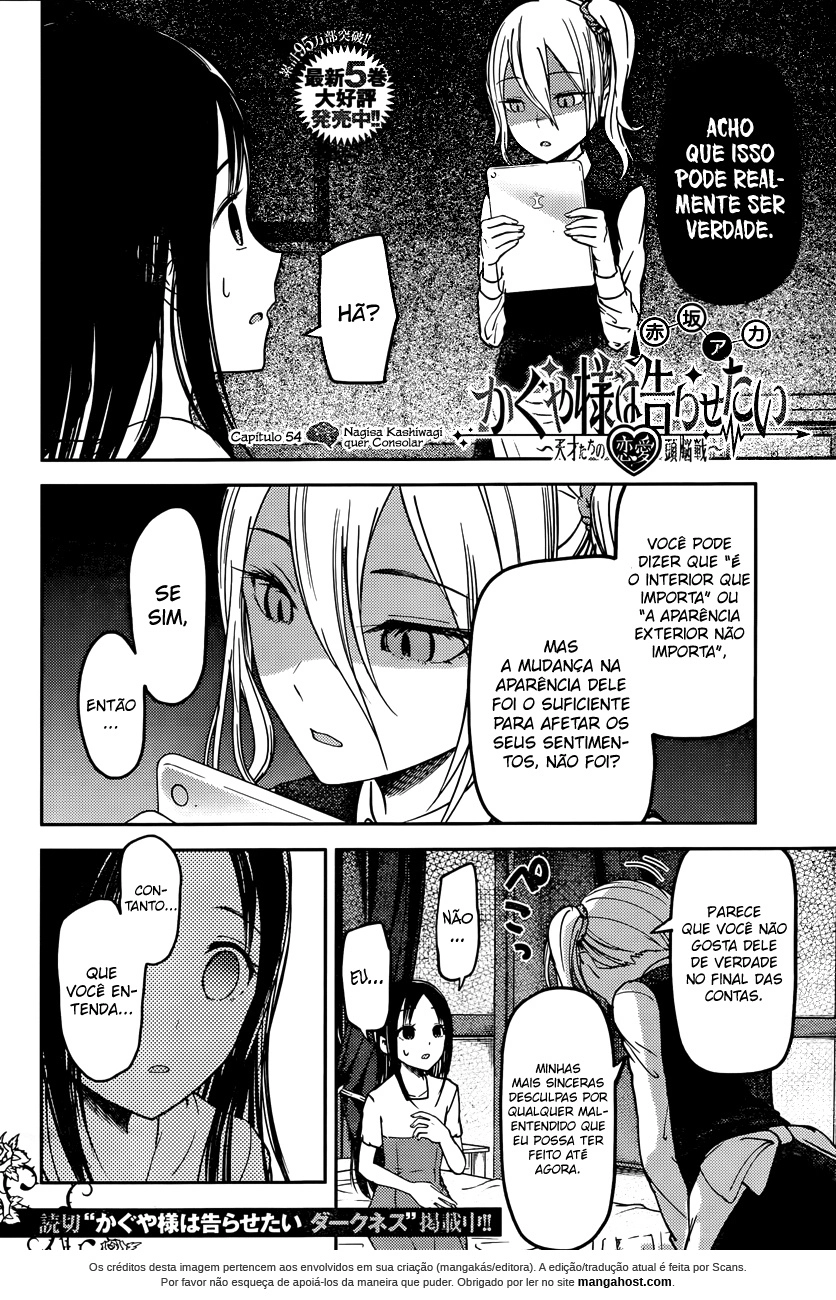 ACHO
QUE ISSO
PODE REAL-
MENTE SER
VERDADE.
95万部突破!!
最新5巻
大好評
発売中!!
HÃ?
赤坂アカ
かぐや様は告らせたい
～天才たちの恋愛頭脳戦～
Capítulo 54
Nagisa Kashiwagi
quer Consolar
VOCÊ PODE
DIZER QUE "É
O INTERIOR QUE
IMPORTA" OU
"A APARÊNCIA
EXTERIOR NÃO
IMPORTA",
MAS
A MUDANÇA NA
APARÊNCIA DELE
FOI O SUFICIENTE
PARA AFETAR OS
SEUS SENTIMEN-
TOS, NÃO FOI?
SE
SIM,
ENTÃO
...
PARECE
QUE VOCÊ NÃO
GOSTA DELE
DE VERDADE
NO FINAL DAS
CONTAS.
MINHAS
MAIS SINCERAS
DESCULPAS POR
QUALQUER MAL-
ENTENDIDO QUE
EU POSSA TER
FEITO ATÉ
AGORA.
ぺこっ
NÃO
...
EU...
CON-
TANTO...
QUE
VOCÊ EN-
TENDA...
読切“かぐや様は告らせたい ダークネス”掲載中!!
Os créditos desta imagem pertencem aos envolvidos em sua criação (mangakás/editora). A edição/tradução atual é feita por Scans.
Por favor não esqueça de apoiá-los da maneira que puder. Obrigado por ler no site mangahost.com.